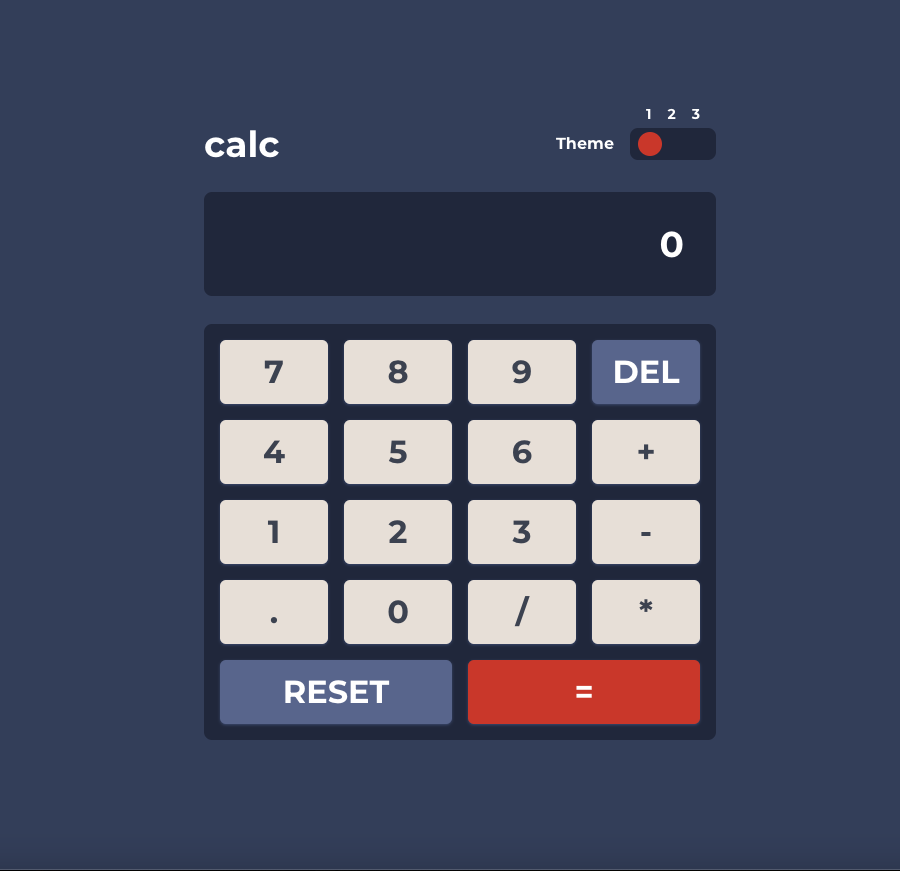 1 2 3
calc
Theme
0
7 8 9 DEL
4 5 6 +
1 2 3 -
. 0 / *
RESET =